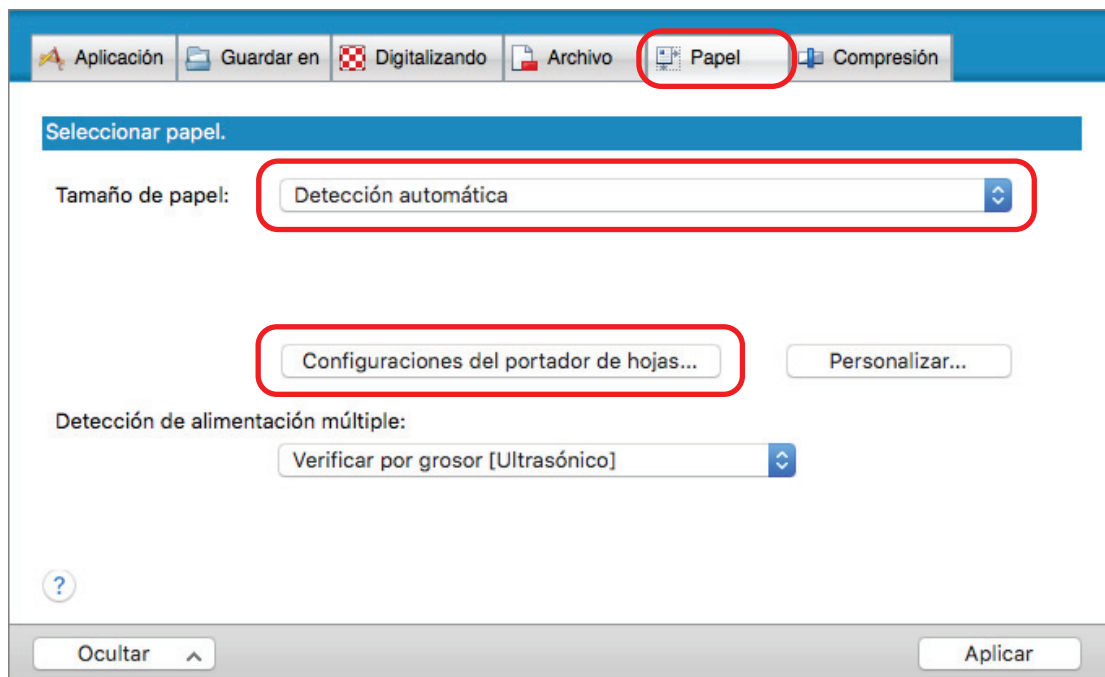 Aplicación Guardar en Digitalizando Archivo Papel Compresión
Seleccionar papel.
Tamaño de papel: Detección automática
Configuraciones del portador de hojas... Personalizar...
Detección de alimentación múltiple:
Verificar por grosor [Ultrasónico]
?
Ocultar Aplicar